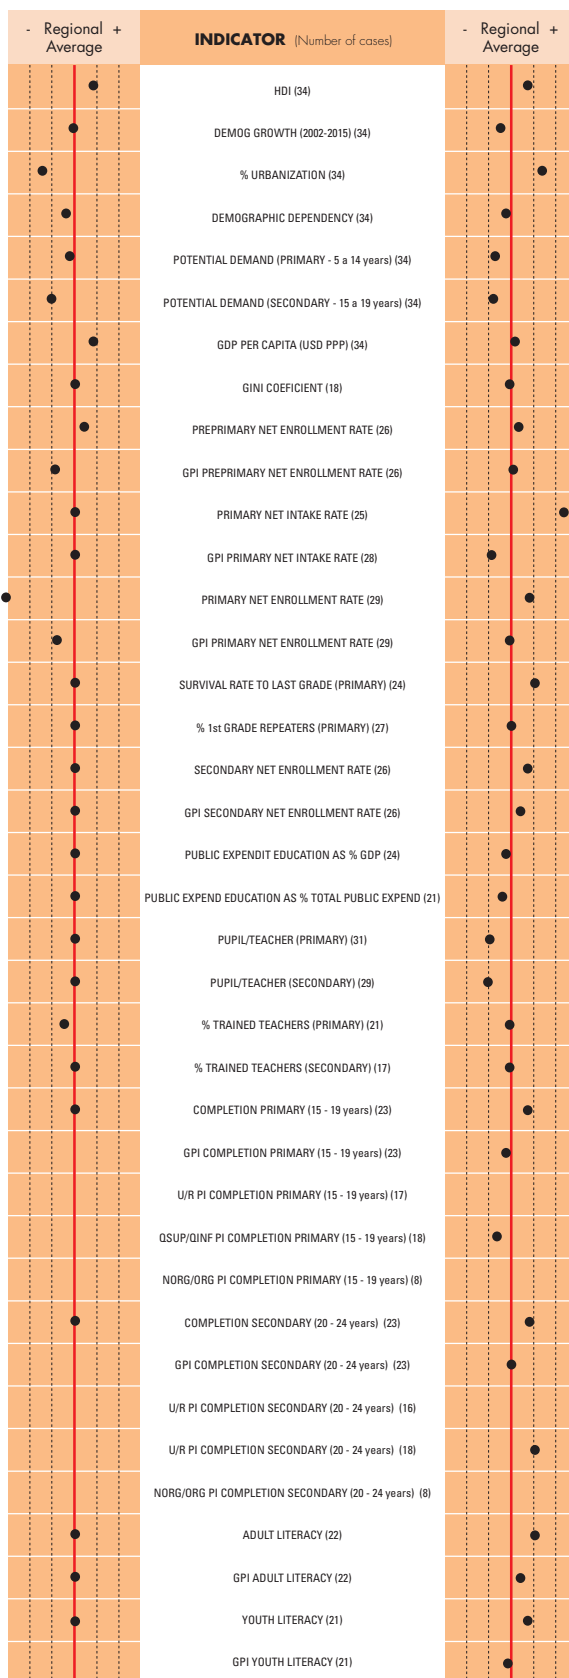 - Regional +
Average
INDICATOR (Number of cases)
- Regional +
Average
HDI (34)
DEMOG GROWTH (2002-2015) (34)
% URBANIZATION (34)
DEMOGRAPHIC DEPENDENCY (34)
POTENTIAL DEMAND (PRIMARY - 5 a 14 years) (34)
POTENTIAL DEMAND (SECONDARY - 15 a 19 years) (34)
GDP PER CAPITA (USD PPP) (34)
GINI COEFICIENT (18)
PREPRIMARY NET ENROLLMENT RATE (26)
GPI PREPRIMARY NET ENROLLMENT RATE (26)
PRIMARY NET INTAKE RATE (25)
GPI PRIMARY NET INTAKE RATE (28)
PRIMARY NET ENROLLMENT RATE (29)
GPI PRIMARY NET ENROLLMENT RATE (29)
SURVIVAL RATE TO LAST GRADE (PRIMARY) (24)
% 1st GRADE REPEATERS (PRIMARY) (27)
SECONDARY NET ENROLLMENT RATE (26)
GPI SECONDARY NET ENROLLMENT RATE (26)
PUBLIC EXPENDIT EDUCATION AS % GDP (24)
PUBLIC EXPEND EDUCATION AS % TOTAL PUBLIC EXPEND (21)
PUPIL/TEACHER (PRIMARY) (31)
PUPIL/TEACHER (SECONDARY) (29)
% TRAINED TEACHERS (PRIMARY) (21)
% TRAINED TEACHERS (SECONDARY) (17)
COMPLETION PRIMARY (15 - 19 years) (23)
GPI COMPLETION PRIMARY (15 - 19 years) (23)
U/R PI COMPLETION PRIMARY (15 - 19 years) (17)
QSUP/QINF PI COMPLETION PRIMARY (15 - 19 years) (18)
NORG/ORG PI COMPLETION PRIMARY (15 - 19 years) (8)
COMPLETION SECONDARY (20 - 24 years) (23)
GPI COMPLETION SECONDARY (20 - 24 years) (23)
U/R PI COMPLETION SECONDARY (20 - 24 years) (16)
U/R PI COMPLETION SECONDARY (20 - 24 years) (18)
NORG/ORG PI COMPLETION SECONDARY (20 - 24 years) (8)
ADULT LITERACY (22)
GPI ADULT LITERACY (22)
YOUTH LITERACY (21)
GPI YOUTH LITERACY (21)